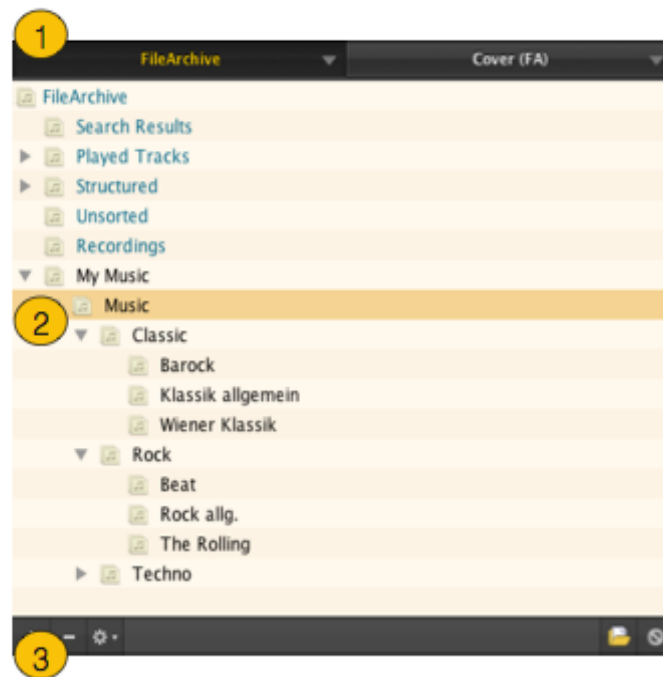 1
FileArchive Cover (FA)
FileArchive
Search Results
Played Tracks
Structured
Unsorted
Recordings
My Music
Music
2
Classic
Barock
Klassik allgemein
Wiener Klassik
Rock
Beat
Rock allg.
The Rolling
Techno
3